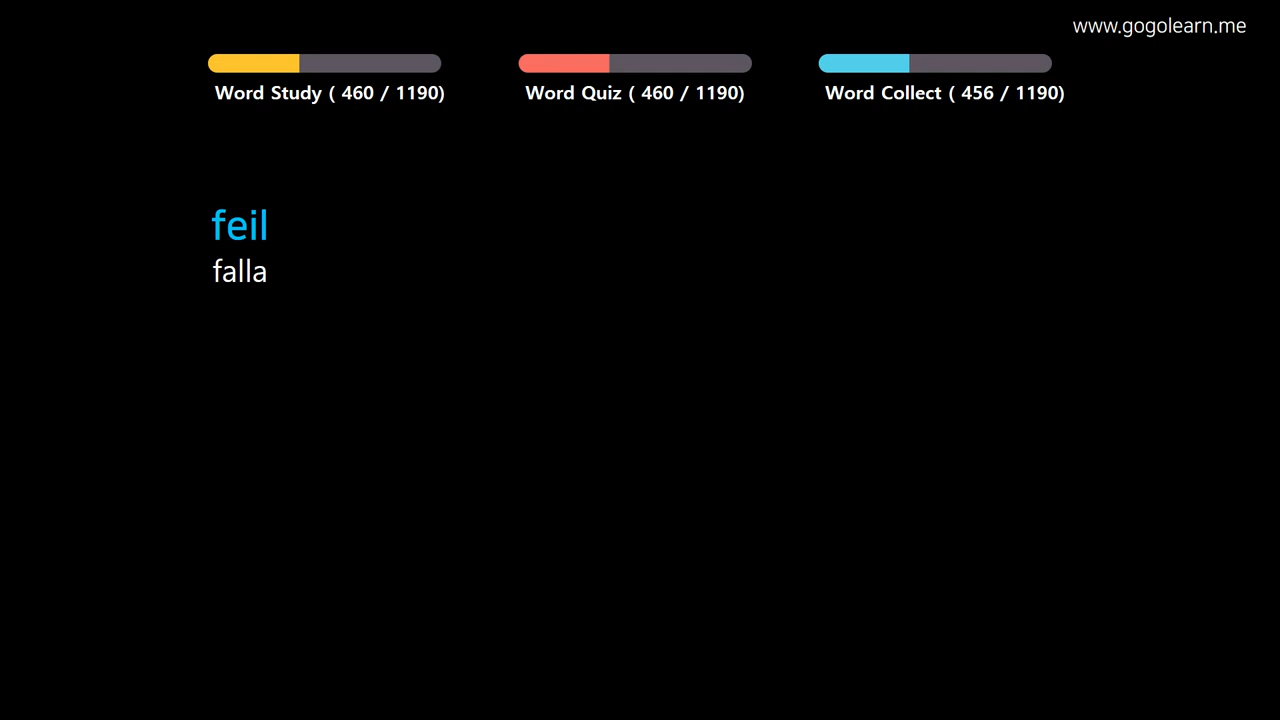 www.gogolearn.me
Word Study ( 460 / 1190)
Word Quiz ( 460 / 1190)
Word Collect ( 456 / 1190)
feil
falla